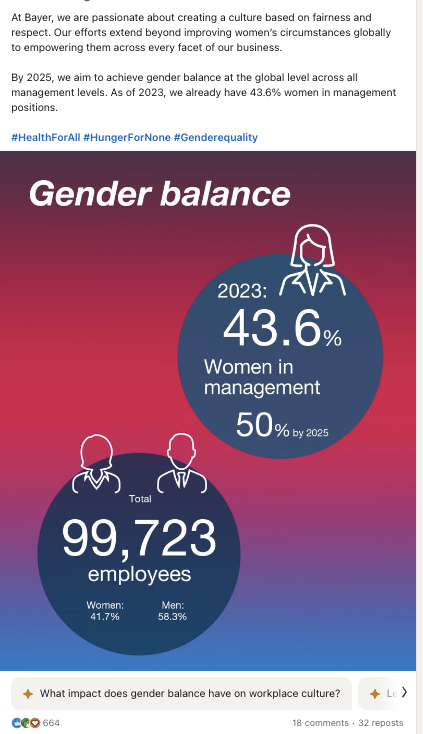 At Bayer, we are passionate about creating a culture based on fairness and
respect. Our efforts extend beyond improving women's circumstances globally
to empowering them across every facet of our business.
By 2025, we aim to achieve gender balance at the global level across all
management levels. As of 2023, we already have 43.6% women in management
positions.
#HealthForAll #HungerForNone #Genderequality
Gender balance
2023:
43.6%
Women in
management
50% by 2025
Total
99,723
employees
Women: Men:
41.7% 58.3%
What impact does gender balance have on workplace culture?
664 18 comments · 32 reposts